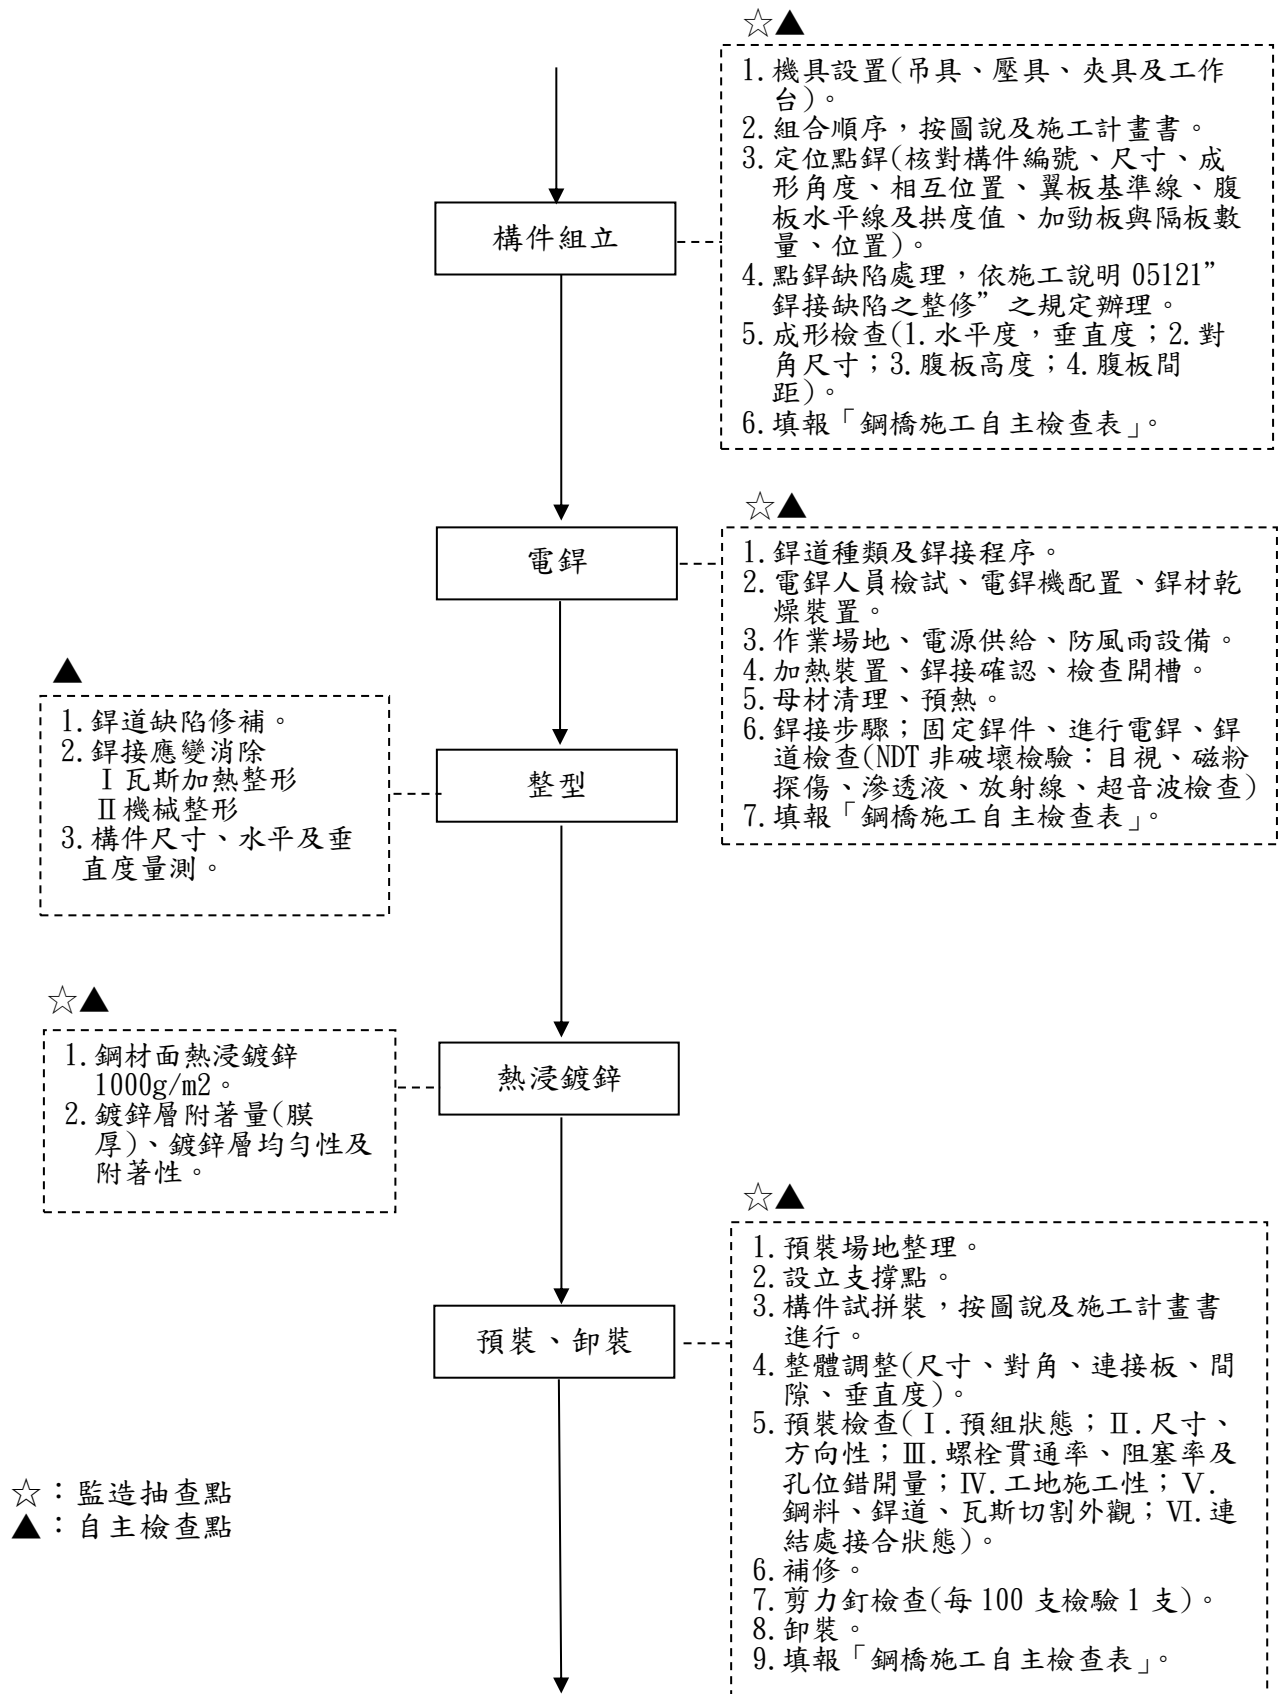 ☆▲
1.機具設置(吊具、壓具、夾具及工作
台)。
2.組合順序，按圖說及施工計畫書。
3.定位點銲(核對構件編號、尺寸、成
形角度、相互位置、翼板基準線、腹
板水平線及拱度值、加勁板與隔板數
量、位置)。
4.點銲缺陷處理，依施工說明 05121”
銲接缺陷之整修”之規定辦理。
5.成形檢查(1.水平度，垂直度；2.對
角尺寸；3.腹板高度；4.腹板間
距)。
6.填報「鋼橋施工自主檢查表」。
構件組立
☆▲
1.銲道種類及銲接程序。
2.電銲人員檢試、電銲機配置、銲材乾
燥裝置。
3.作業場地、電源供給、防風雨設備。
4.加熱裝置、銲接確認、檢查開槽。
5.母材清理、預熱。
6.銲接步驟；固定銲件、進行電銲、銲
道檢查(NDT 非破壞檢驗：目視、磁粉
探傷、滲透液、放射線、超音波檢查)
7.填報「鋼橋施工自主檢查表」。
電銲
▲
1.銲道缺陷修補。
2.銲接應變消除
Ⅰ瓦斯加熱整形
Ⅱ機械整形
3.構件尺寸、水平及垂
直度量測。
整型
☆▲
1.鋼材面熱浸鍍鋅
1000g/m2。
2.鍍鋅層附著量(膜
厚)、鍍鋅層均勻性及
附著性。
熱浸鍍鋅
☆▲
1.預裝場地整理。
2.設立支撐點。
3.構件試拼裝，按圖說及施工計畫書
進行。
4.整體調整(尺寸、對角、連接板、間
隙、垂直度)。
5.預裝檢查(Ⅰ.預組狀態；Ⅱ.尺寸、
方向性；Ⅲ.螺栓貫通率、阻塞率及
孔位錯開量；Ⅳ.工地施工性；Ⅴ.
鋼料、銲道、瓦斯切割外觀；Ⅵ.連
結處接合狀態)。
6.補修。
7.剪力釘檢查(每 100 支檢驗 1 支)。
8.卸裝。
9.填報「鋼橋施工自主檢查表」。
預裝、卸裝
☆：監造抽查點
▲：自主檢查點